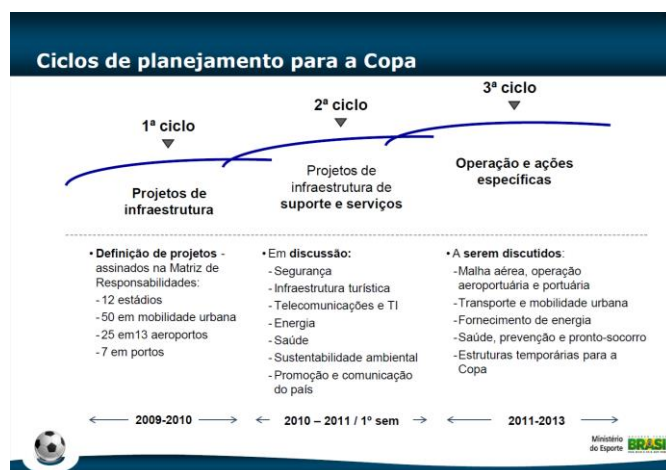 Ciclos de planejamento para a Copa
1ª ciclo
2ª ciclo
3ª ciclo
Projetos de
infraestrutura
Projetos de
infraestrutura de
suporte e serviços
Operação e ações
específicas
• Definição de projetos -
assinados na Matriz de
Responsabilidades:
- 12 estádios
- 50 em mobilidade urbana
- 25 em13 aeroportos
- 7 em portos
• Em discussão:
- Segurança
- Infraestrutura turística
- Telecomunicações e TI
- Energia
- Saúde
- Sustentabilidade ambiental
- Promoção e comunicação
do país
• A serem discutidos:
- Malha aérea, operação
aeroportuária e portuária
- Transporte e mobilidade urbana
- Fornecimento de energia
- Saúde, prevenção e pronto-socorro
- Estruturas temporárias para a
Copa
2009-2010
2010 – 2011 / 1º sem
2011-2013
Ministério
do Esporte
BRASIL